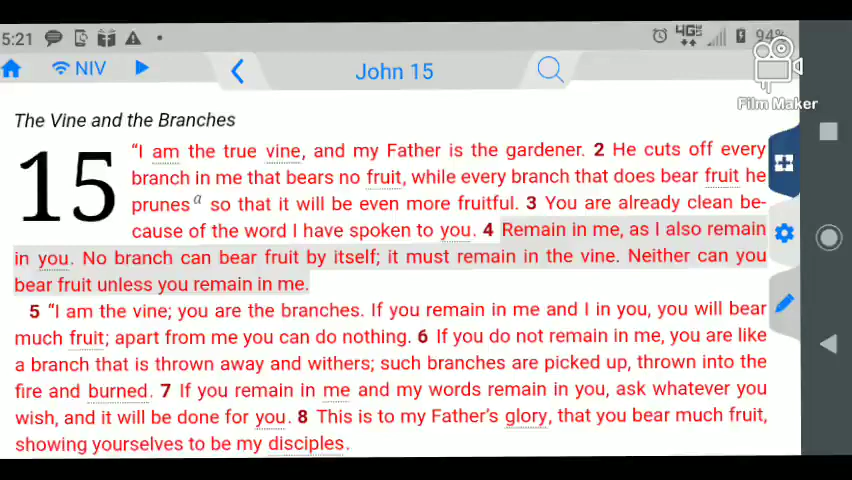 5:21 94%
NIV John 15
Film Maker
The Vine and the Branches
15 “I am the true vine, and my Father is the gardener. 2 He cuts off every
branch in me that bears no fruit, while every branch that does bear fruit he
prunes a so that it will be even more fruitful. 3 You are already clean be-
cause of the word I have spoken to you. 4 Remain in me, as I also remain
in you. No branch can bear fruit by itself; it must remain in the vine. Neither can you
bear fruit unless you remain in me.
5 “I am the vine; you are the branches. If you remain in me and I in you, you will bear
much fruit; apart from me you can do nothing. 6 If you do not remain in me, you are like
a branch that is thrown away and withers; such branches are picked up, thrown into the
fire and burned. 7 If you remain in me and my words remain in you, ask whatever you
wish, and it will be done for you. 8 This is to my Father’s glory, that you bear much fruit,
showing yourselves to be my disciples.